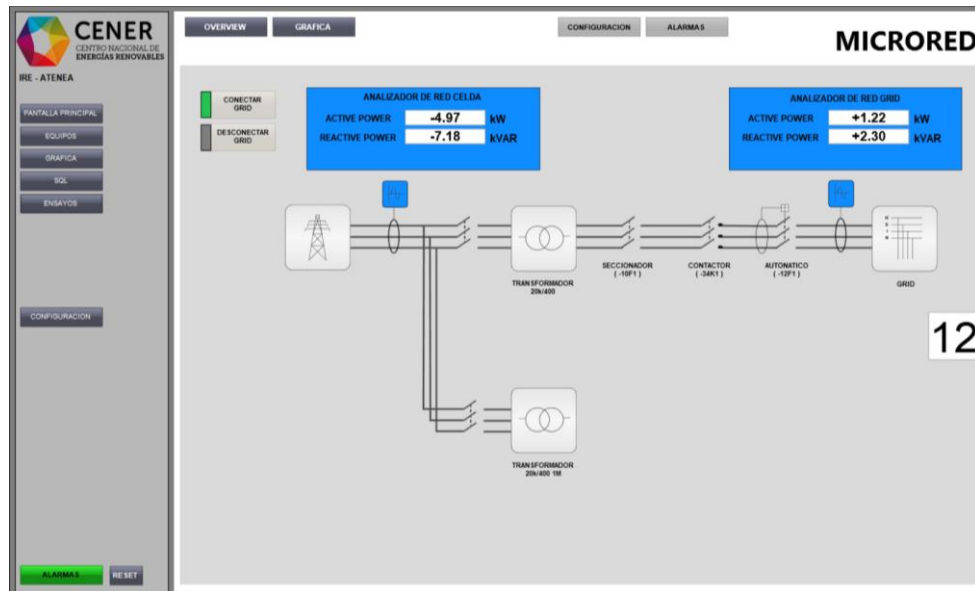 CENER
CENTRO NACIONAL DE
ENERGÍAS RENOVABLES
IRE - ATENEA
PANTALLA PRINCIPAL
EQUIPOS
GRAFICA
SQL
ENSAYOS
CONFIGURACION
ALARMAS
RESET
OVERVIEW
GRAFICA
CONFIGURACION
ALARMAS
MICRORED
CONECTAR
GRID
DESCONECTAR
GRID
ANALIZADOR DE RED CELDA
ACTIVE POWER -4.97 kW
REACTIVE POWER -7.18 kVAR
ANALIZADOR DE RED GRID
ACTIVE POWER +1.22 kW
REACTIVE POWER +2.30 kVAR
TRANSFORMADOR
20k/400
SECCIONADOR
( -10F1 )
CONTACTOR
( -34K1 )
AUTONATICO
( -12F1 )
GRID
12
TRANSFORMADOR
20k/400 1M